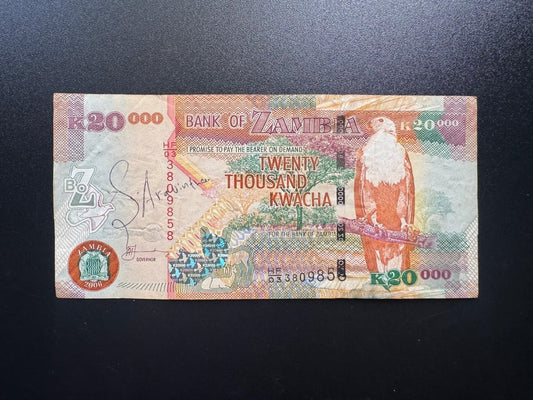 K20 000
BANK OF ZAMBIA
K20 000
PROMISE TO PAY THE BEARER ON DEMAND
TWENTY
THOUSAND
KWACHA
FOR THE BANK OF ZAMBIA
HF
03
3809858
BoZ
GOVERNOR
ZAMBIA
2006
HF
03 3809858
K20 000